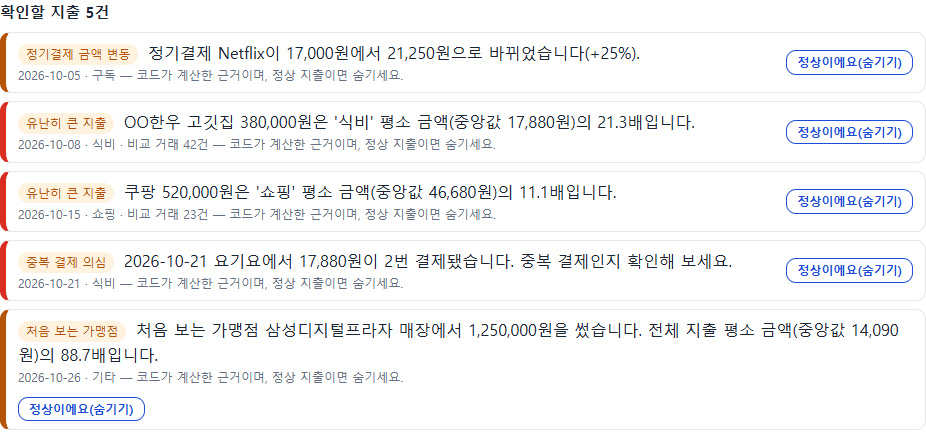 확인할 지출 5건
정기결제 금액 변동 정기결제 Netflix이 17,000원에서 21,250원으로 바뀌었습니다(+25%).
2026-10-05 · 구독 — 코드가 계산한 근거이며, 정상 지출이면 숨기세요.
정상이에요(숨기기)
유난히 큰 지출 OO한우 고깃집 380,000원은 '식비' 평소 금액(중앙값 17,880원)의 21.3배입니다.
2026-10-08 · 식비 · 비교 거래 42건 — 코드가 계산한 근거이며, 정상 지출이면 숨기세요.
정상이에요(숨기기)
유난히 큰 지출 쿠팡 520,000원은 '쇼핑' 평소 금액(중앙값 46,680원)의 11.1배입니다.
2026-10-15 · 쇼핑 · 비교 거래 23건 — 코드가 계산한 근거이며, 정상 지출이면 숨기세요.
정상이에요(숨기기)
중복 결제 의심 2026-10-21 요기요에서 17,880원이 2번 결제됐습니다. 중복 결제인지 확인해 보세요.
2026-10-21 · 식비 — 코드가 계산한 근거이며, 정상 지출이면 숨기세요.
정상이에요(숨기기)
처음 보는 가맹점 처음 보는 가맹점 삼성디지털프라자 매장에서 1,250,000원을 썼습니다. 전체 지출 평소 금액(중앙값 14,090
원)의 88.7배입니다.
2026-10-26 · 기타 — 코드가 계산한 근거이며, 정상 지출이면 숨기세요.
정상이에요(숨기기)